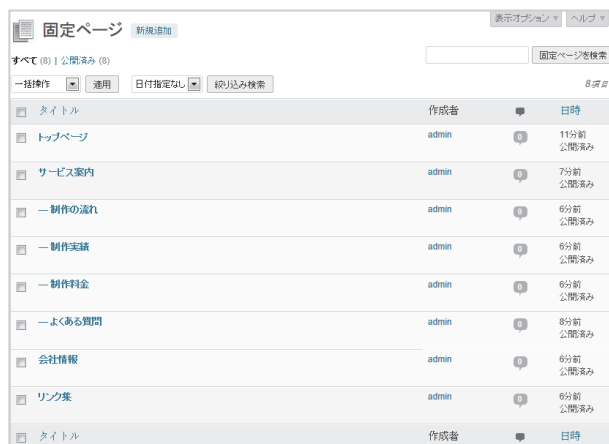 表示オプション ヘルプ
固定ページ 新規追加
すべて (8) | 公開済み (8)
固定ページを検索
一括操作 適用 日付指定なし 絞り込み検索 8項目
タイトル 作成者 日時
トップページ admin 0 11分前
公開済み
サービス案内 admin 0 7分前
公開済み
— 制作の流れ admin 0 6分前
公開済み
— 制作実績 admin 0 6分前
公開済み
— 制作料金 admin 0 6分前
公開済み
— よくある質問 admin 0 8分前
公開済み
会社情報 admin 0 6分前
公開済み
リンク集 admin 0 6分前
公開済み
タイトル 作成者 日時